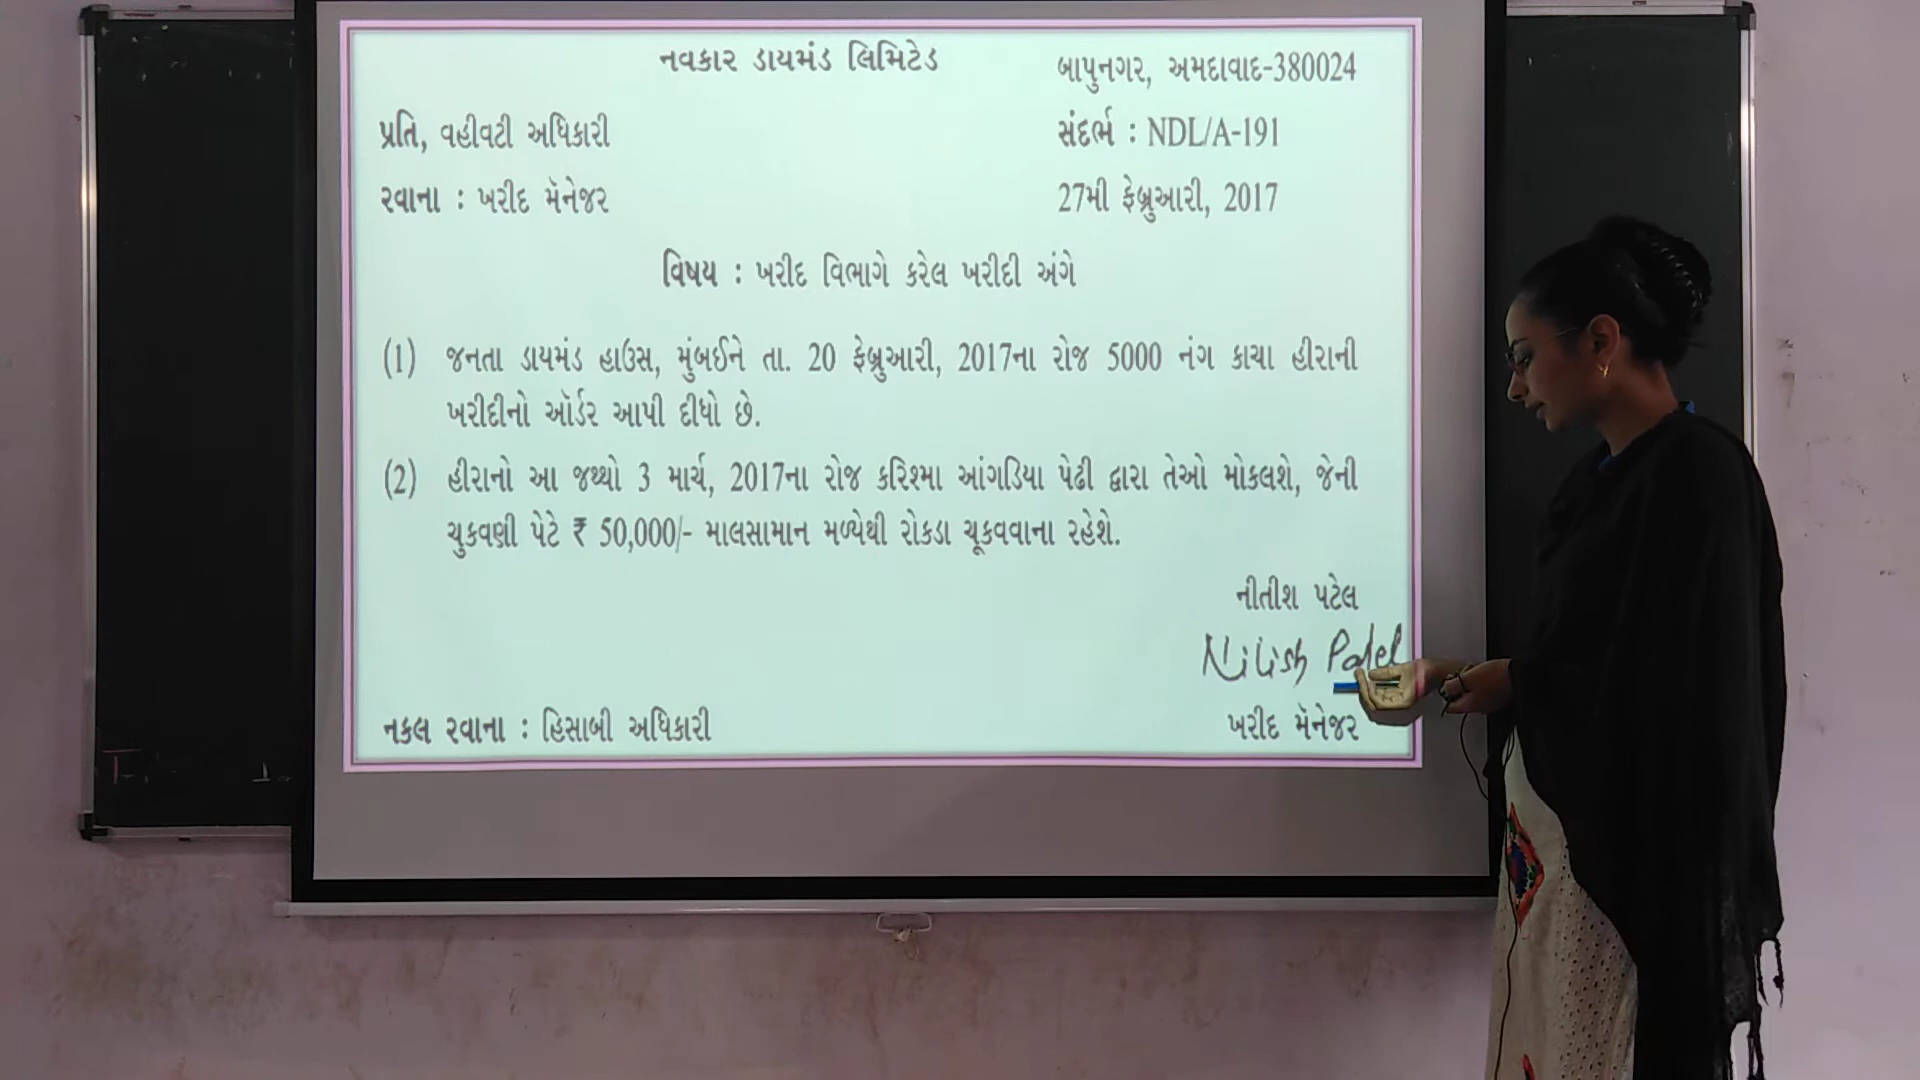 નવકાર ડાયમંડ લિમિટેડ
બાપુનગર, અમદાવાદ-380024
પ્રતિ, વહીવટી અધિકારી
સંદર્ભ : NDL/A-191
રવાના : ખરીદ મૅનેજર
27મી ફેબ્રુઆરી, 2017
વિષય : ખરીદ વિભાગે કરેલ ખરીદી અંગે
(1) જનતા ડાયમંડ હાઉસ, મુંબઈને તા. 20 ફેબ્રુઆરી, 2017ના રોજ 5000 નંગ કાચા હીરાની
ખરીદીનો ઑર્ડર આપી દીધો છે.
(2) હીરાનો આ જથ્થો 3 માર્ચ, 2017ના રોજ કરિશ્મા આંગડિયા પેઢી દ્વારા તેઓ મોકલશે, જેની
ચુકવણી પેટે ₹ 50,000/- માલસામાન મળ્યેથી રોકડા ચૂકવવાના રહેશે.
નીતીશ પટેલ
Nitish Patel
નકલ રવાના : હિસાબી અધિકારી
ખરીદ મૅનેજર